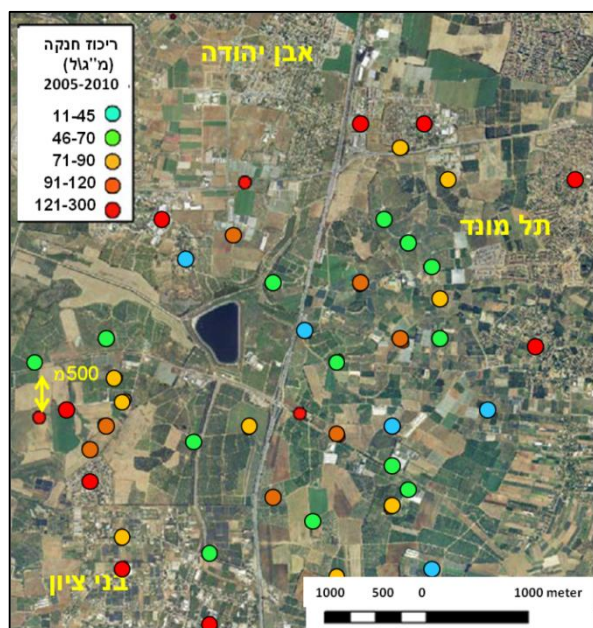 ריכוז חנקה
(מ"גל)
2005-2010
11-45
46-70
71-90
91-120
121-300
אבן יהודה
תל מונד
500מ
בני ציון
1000 500 0 1000 meter